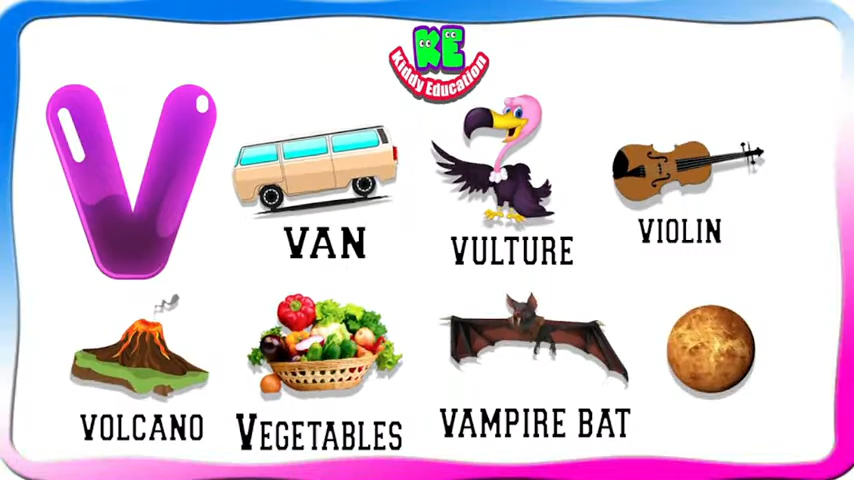 KE
Kiddy Education
V
VAN
VULTURE
VIOLIN
VOLCANO
VEGETABLES
VAMPIRE BAT